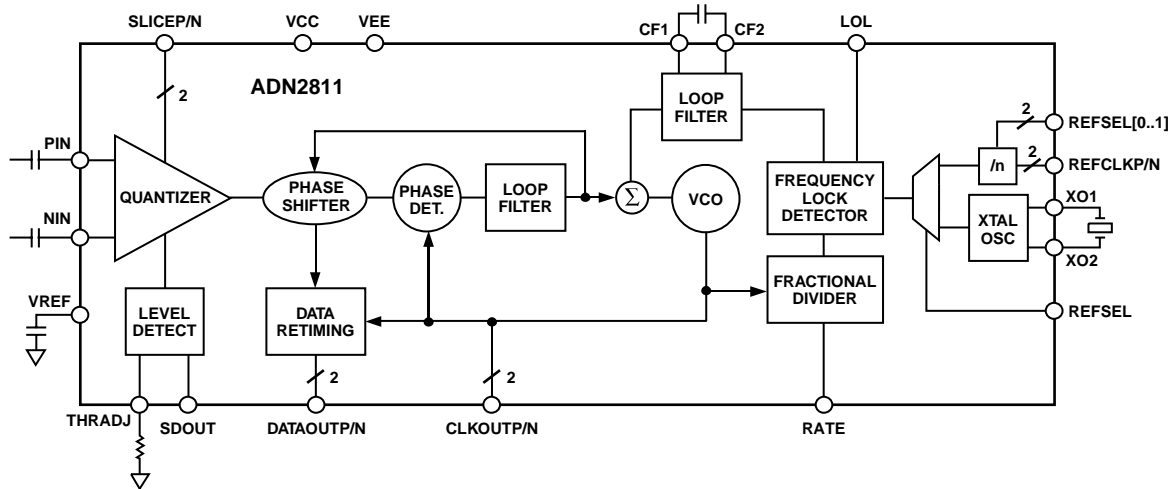 SLICEP/N
VCC
VEE
CF1
CF2
LOL
2
ADN2811
LOOP
FILTER
2
REFSEL[0..1]
PIN
/n
2
REFCLKP/N
QUANTIZER
PHASE
SHIFTER
PHASE
DET.
LOOP
FILTER
Σ
VCO
FREQUENCY
LOCK
DETECTOR
XTAL
OSC
XO1
NIN
XO2
VREF
LEVEL
DETECT
DATA
RETIMING
FRACTIONAL
DIVIDER
REFSEL
2
2
THRADJ
SDOUT
DATAOUTP/N
CLKOUTP/N
RATE